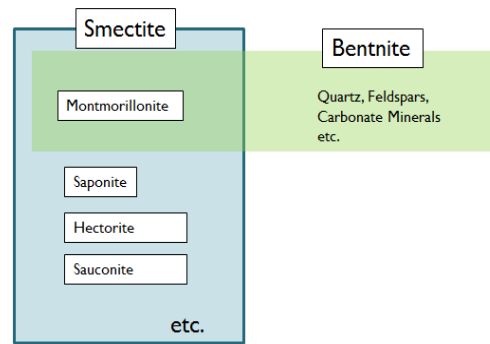 Smectite
Bentnite
Montmorillonite
Quartz, Feldspars,
Carbonate Minerals
etc.
Saponite
Hectorite
Sauconite
etc.